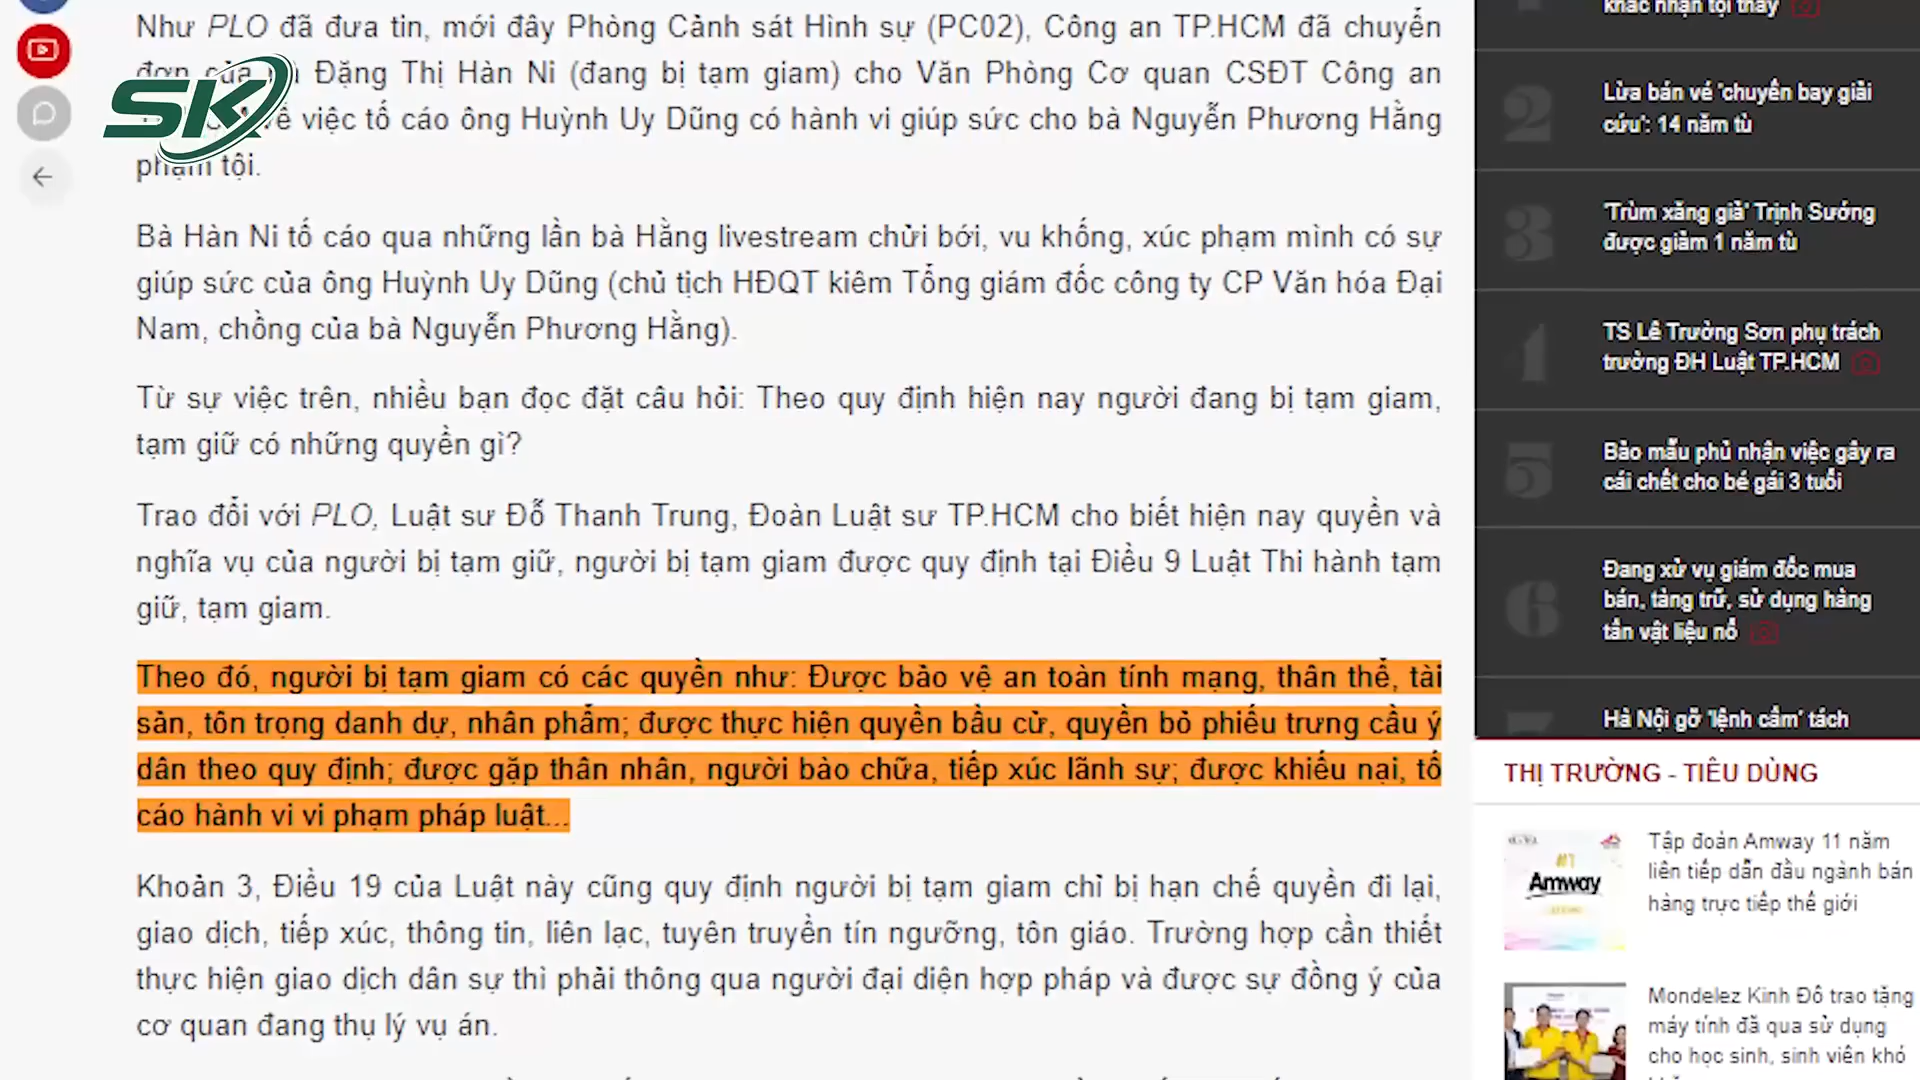 Như PLO đã đưa tin, mới đây Phòng Cảnh sát Hình sự (PC02), Công an TP.HCM đã chuyển
đơn của Đặng Thị Hàn Ni (đang bị tạm giam) cho Văn Phòng Cơ quan CSĐT Công an
về việc tố cáo ông Huỳnh Uy Dũng có hành vi giúp sức cho bà Nguyễn Phương Hằng
phạm tội.
SK
Bà Hàn Ni tố cáo qua những lần bà Hằng livestream chửi bới, vu khống, xúc phạm mình có sự
giúp sức của ông Huỳnh Uy Dũng (chủ tịch HĐQT kiêm Tổng giám đốc công ty CP Văn hóa Đại
Nam, chồng của bà Nguyễn Phương Hằng).
Từ sự việc trên, nhiều bạn đọc đặt câu hỏi: Theo quy định hiện nay người đang bị tạm giam,
tạm giữ có những quyền gì?
Trao đổi với PLO, Luật sư Đỗ Thanh Trung, Đoàn Luật sư TP.HCM cho biết hiện nay quyền và
nghĩa vụ của người bị tạm giữ, người bị tạm giam được quy định tại Điều 9 Luật Thi hành tạm
giữ, tạm giam.
Theo đó, người bị tạm giam có các quyền như: Được bảo vệ an toàn tính mạng, thân thể, tài
sản, tôn trọng danh dự, nhân phẩm; được thực hiện quyền bầu cử, quyền bỏ phiếu trưng cầu ý
dân theo quy định; được gặp thân nhân, người bào chữa, tiếp xúc lãnh sự; được khiếu nại, tố
cáo hành vi vi phạm pháp luật...
Khoản 3, Điều 19 của Luật này cũng quy định người bị tạm giam chỉ bị hạn chế quyền đi lại,
giao dịch, tiếp xúc, thông tin, liên lạc, tuyên truyền tín ngưỡng, tôn giáo. Trường hợp cần thiết
thực hiện giao dịch dân sự thì phải thông qua người đại diện hợp pháp và được sự đồng ý của
cơ quan đang thụ lý vụ án.
khác nhận tội thay
2
Lừa bán vé 'chuyến bay giải
cứu': 14 năm tù
3
'Trùm xăng giả' Trịnh Sướng
được giảm 1 năm tù
4
TS Lê Trường Sơn phụ trách
trường ĐH Luật TP.HCM
5
Bảo mẫu phủ nhận việc gây ra
cái chết cho bé gái 3 tuổi
6
Đang xử vụ giám đốc mua
bán, tàng trữ, sử dụng hàng
tấn vật liệu nổ
Hà Nội gỡ 'lệnh cấm' tách
THỊ TRƯỜNG - TIÊU DÙNG
#1
Amway
Tập đoàn Amway 11 năm
liên tiếp dẫn đầu ngành bán
hàng trực tiếp thế giới
Mondelez Kinh Đô trao tặng
máy tính đã qua sử dụng
cho học sinh, sinh viên khó